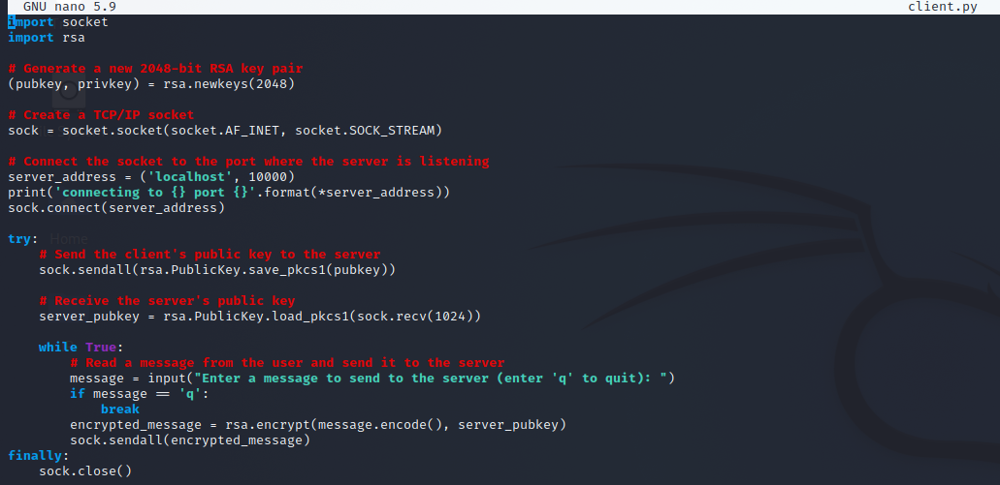 GNU nano 5.9 client.py
import socket
import rsa
# Generate a new 2048-bit RSA key pair
(pubkey, privkey) = rsa.newkeys(2048)
# Create a TCP/IP socket
sock = socket.socket(socket.AF_INET, socket.SOCK_STREAM)
# Connect the socket to the port where the server is listening
server_address = ('localhost', 10000)
print('connecting to {} port {}'.format(*server_address))
sock.connect(server_address)
try:
Home
    # Send the client's public key to the server
    sock.sendall(rsa.PublicKey.save_pkcs1(pubkey))
    # Receive the server's public key
    server_pubkey = rsa.PublicKey.load_pkcs1(sock.recv(1024))
    while True:
        # Read a message from the user and send it to the server
        message = input("Enter a message to send to the server (enter 'q' to quit): ")
        if message == 'q':
            break
        encrypted_message = rsa.encrypt(message.encode(), server_pubkey)
        sock.sendall(encrypted_message)
finally:
    sock.close()